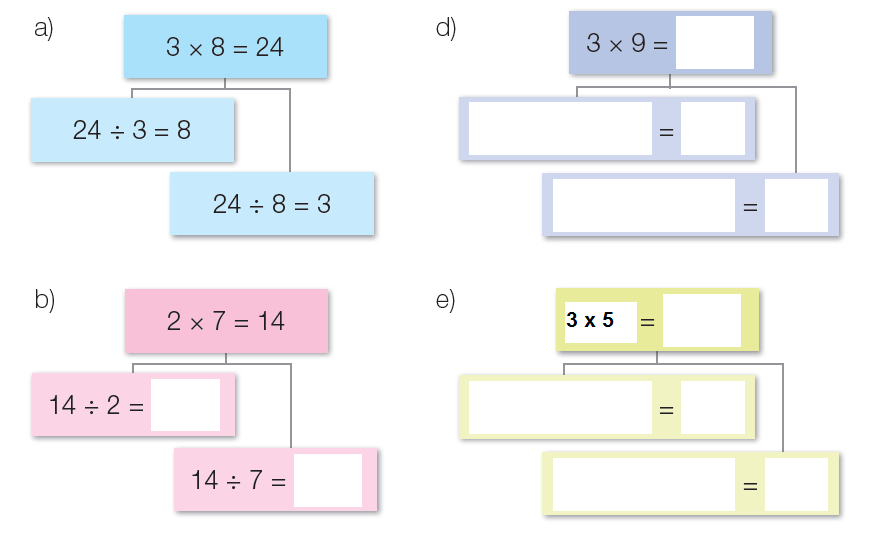 a)
3 × 8 = 24
24 ÷ 3 = 8
24 ÷ 8 = 3
b)
2 × 7 = 14
14 ÷ 2 =
14 ÷ 7 =
d)
3 × 9 =
=
=
e)
3 x 5 =
=
=